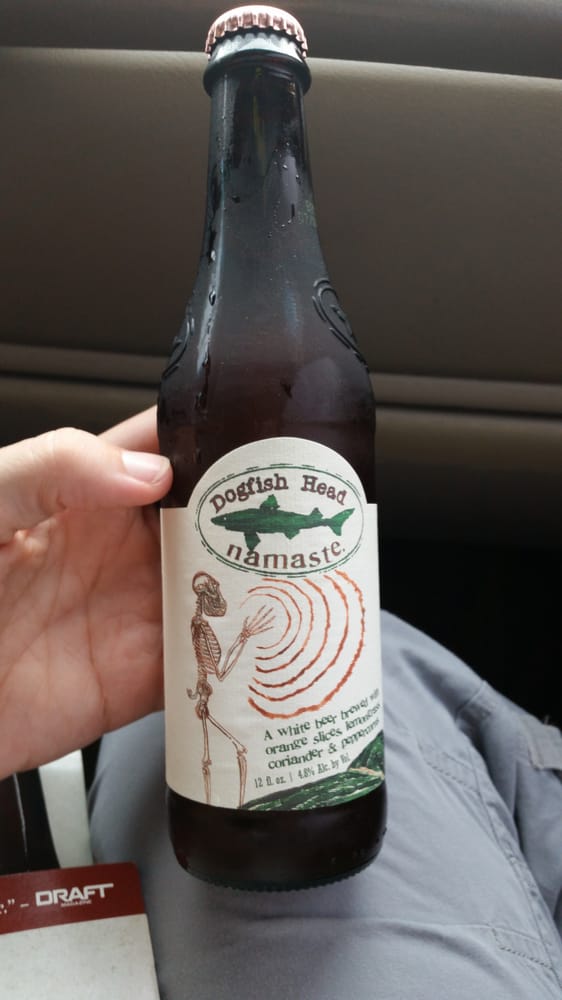 Dogfish Head
namaste.
A white beer brewed with
orange slices, lemongrass
coriander & peppercorns
12 fl. oz. | 4.8% Alc. by Vol.
." – DRAFT
MAGAZINE